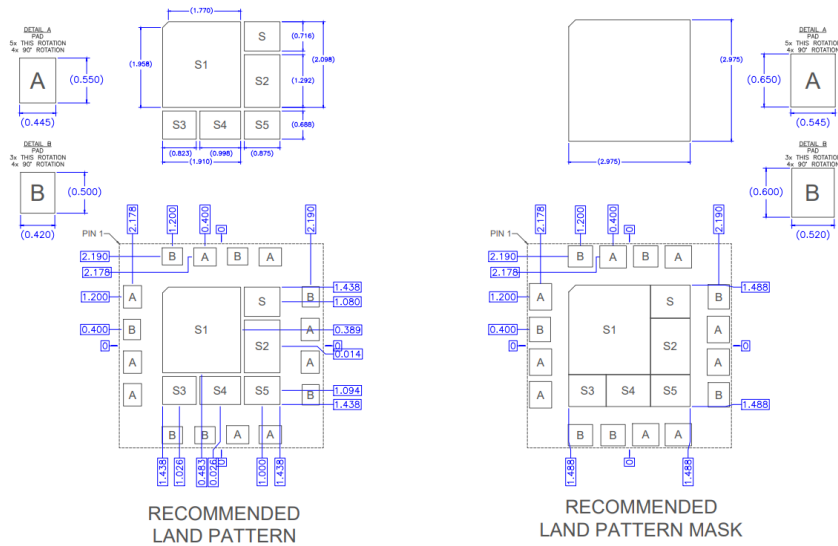 DETAIL A
PAD
5x THIS ROTATION
4x 90° ROTATION
A
(0.550)
(0.445)
DETAIL B
PAD
3x THIS ROTATION
4x 90° ROTATION
B
(0.500)
(0.420)
(1.770)
(1.958)
S1
S
(0.716)
(2.098)
S2
(1.292)
S3
S4
S5
(0.688)
(0.823)
(0.998)
(0.875)
(1.910)
(2.975)
(2.975)
DETAIL A
PAD
5x THIS ROTATION
4x 90° ROTATION
(0.650)
A
(0.545)
DETAIL B
PAD
3x THIS ROTATION
4x 90° ROTATION
(0.600)
B
(0.520)
2.178
1.200
0.400
0
2.190
PIN 1
2.190
B
A
B
A
2.178
1.438
1.200
A
S
B
1.080
0.400
B
S1
A
0.389
0
S2
0
A
A
0.014
A
S3
S4
S5
B
1.094
1.438
B
B
A
A
0
1.438
1.026
0.483
0.026
1.000
1.438
RECOMMENDED
LAND PATTERN
2.178
1.200
0.400
0
2.190
PIN 1
2.190
B
A
B
A
2.178
1.488
1.200
A
S
B
0.400
B
S1
A
0
S2
0
A
A
A
S3
S4
S5
B
1.488
B
B
A
A
0
1.488
1.488
RECOMMENDED
LAND PATTERN MASK